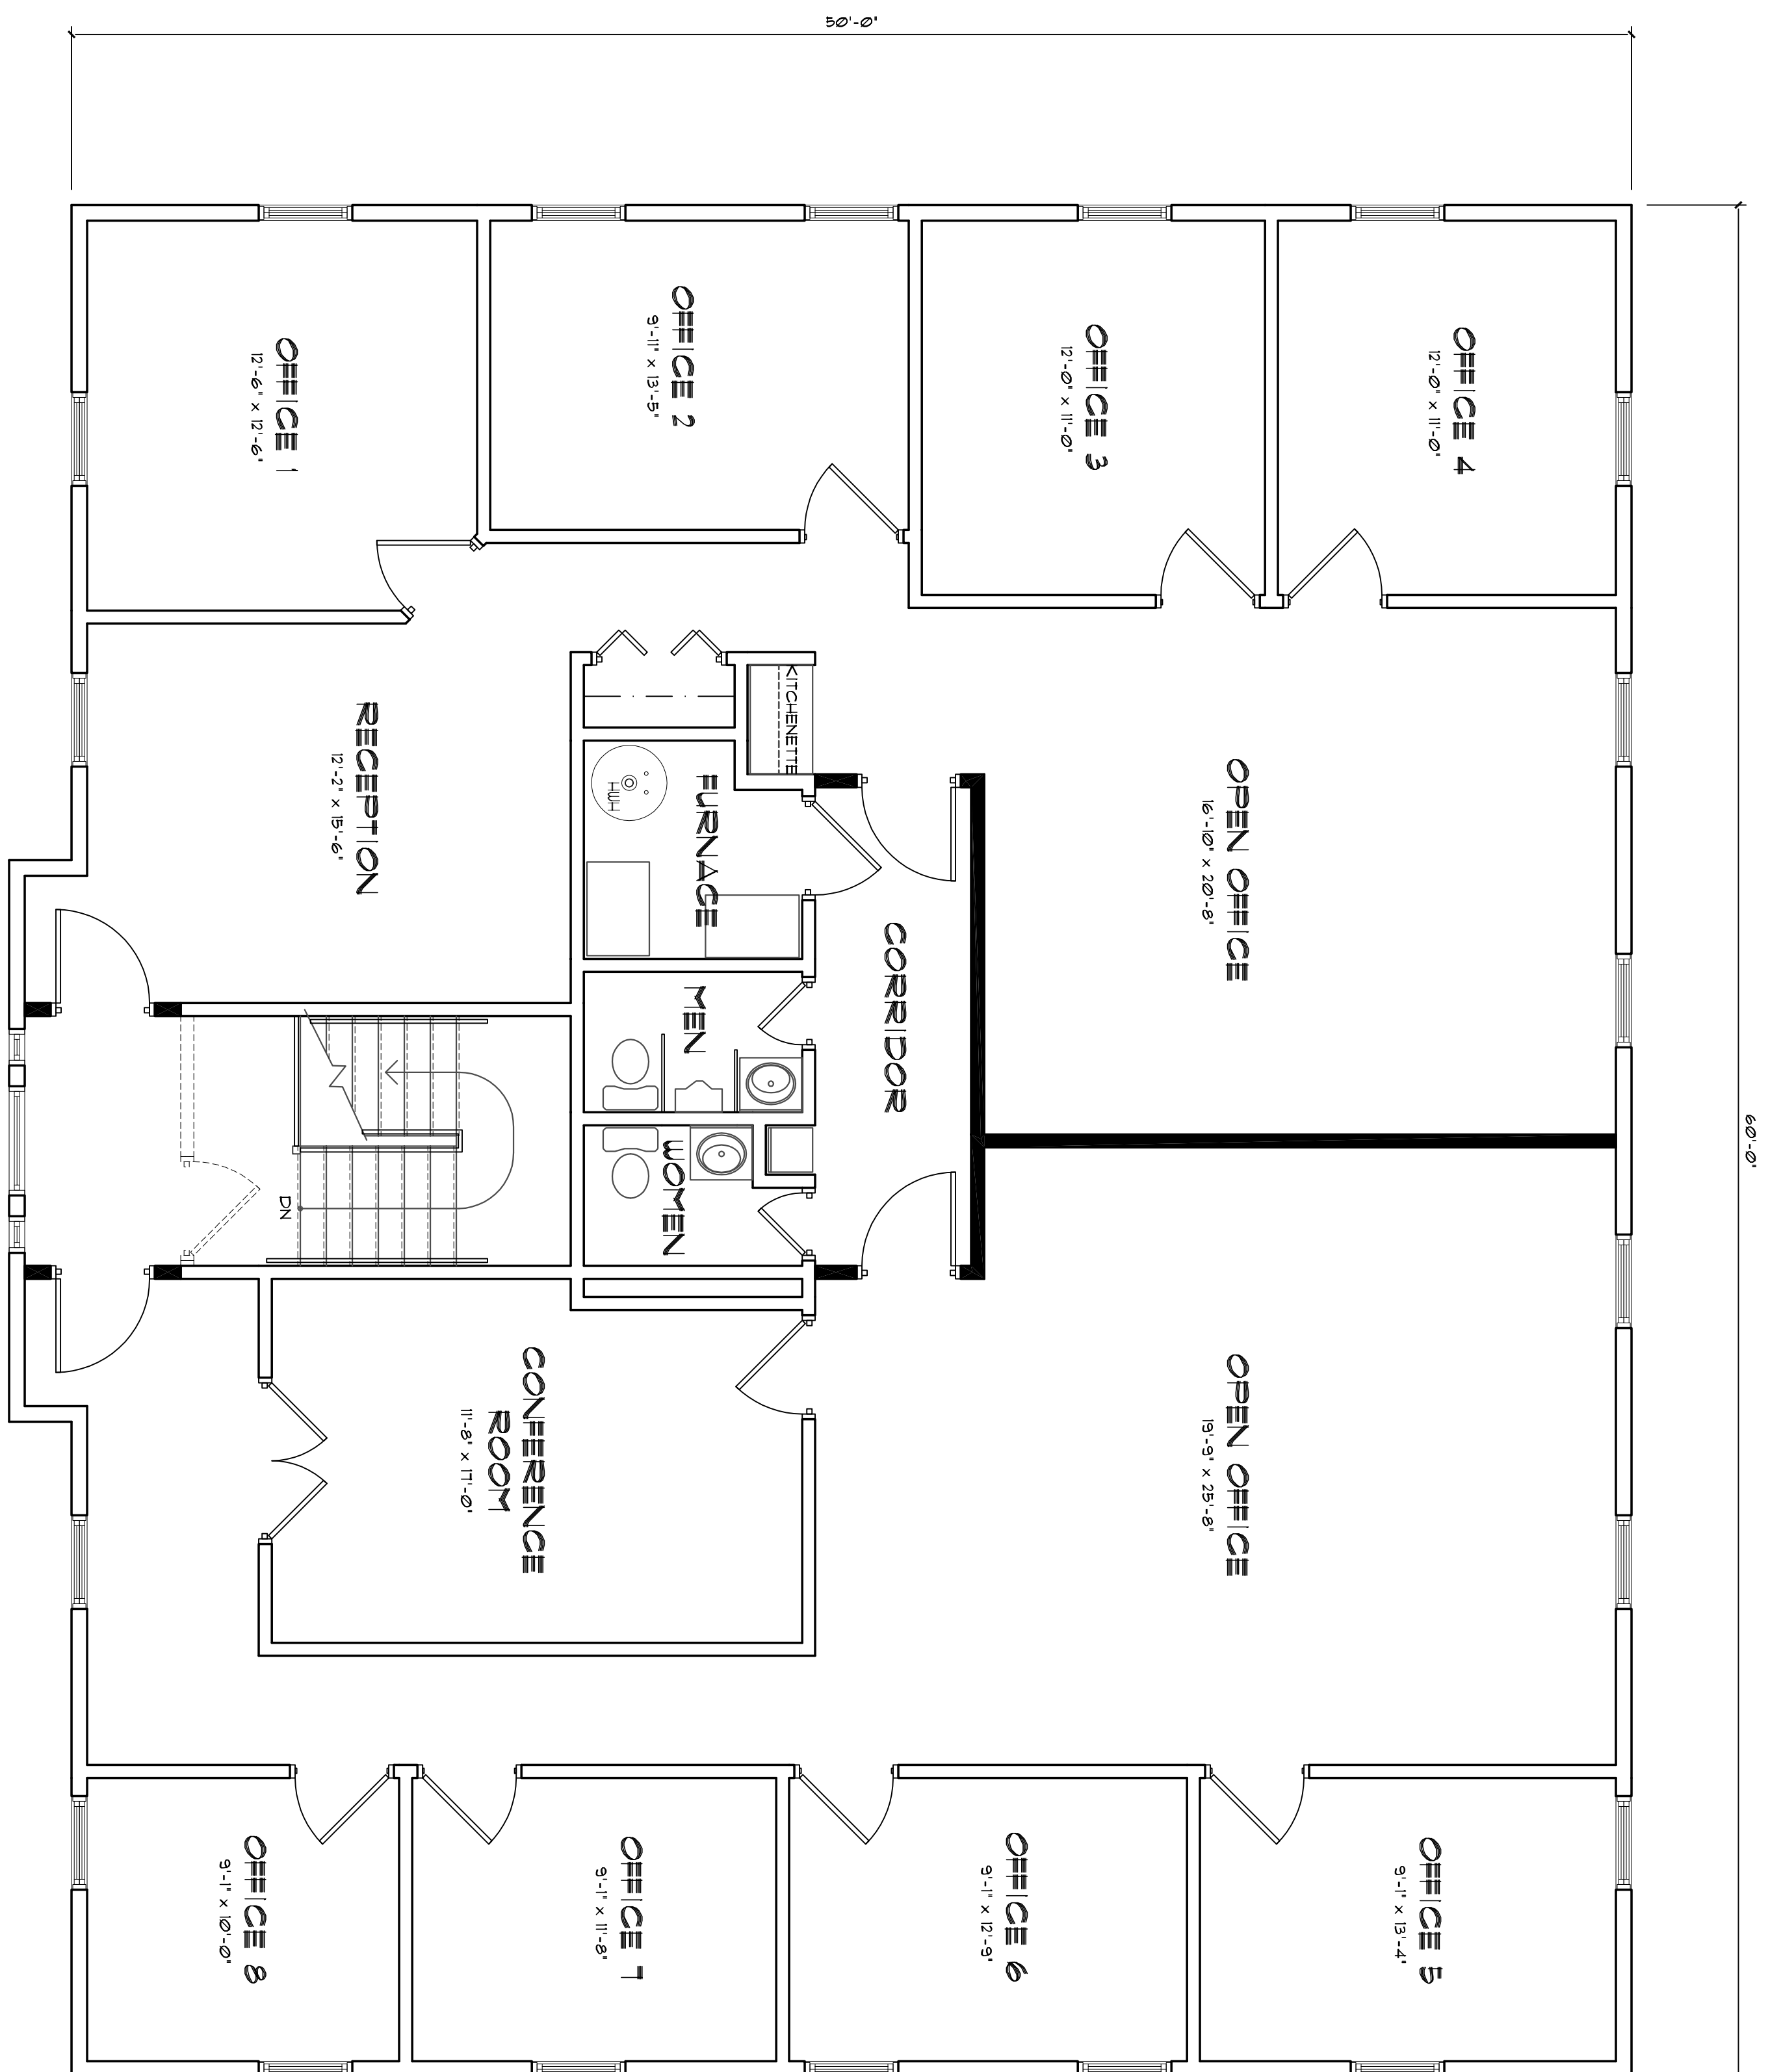 50'-0"
60'-0"
OFFICE 1
12'-6" x 12'-6"
OFFICE 2
9'-11" x 13'-5"
OFFICE 3
12'-0" x 11'-0"
OFFICE 4
12'-0" x 11'-0"
RECEPTION
12'-2" x 15'-6"
KITCHENETTE
HWH
FURNACE
OPEN OFFICE
16'-10" x 20'-8"
CORRIDOR
MEN
WOMEN
DN
CONFERENCE
ROOM
11'-8" x 17'-0"
OPEN OFFICE
19'-9" x 25'-8"
OFFICE 8
9'-1" x 10'-0"
OFFICE 7
9'-1" x 11'-8"
OFFICE 6
9'-1" x 12'-9"
OFFICE 5
9'-1" x 13'-4"